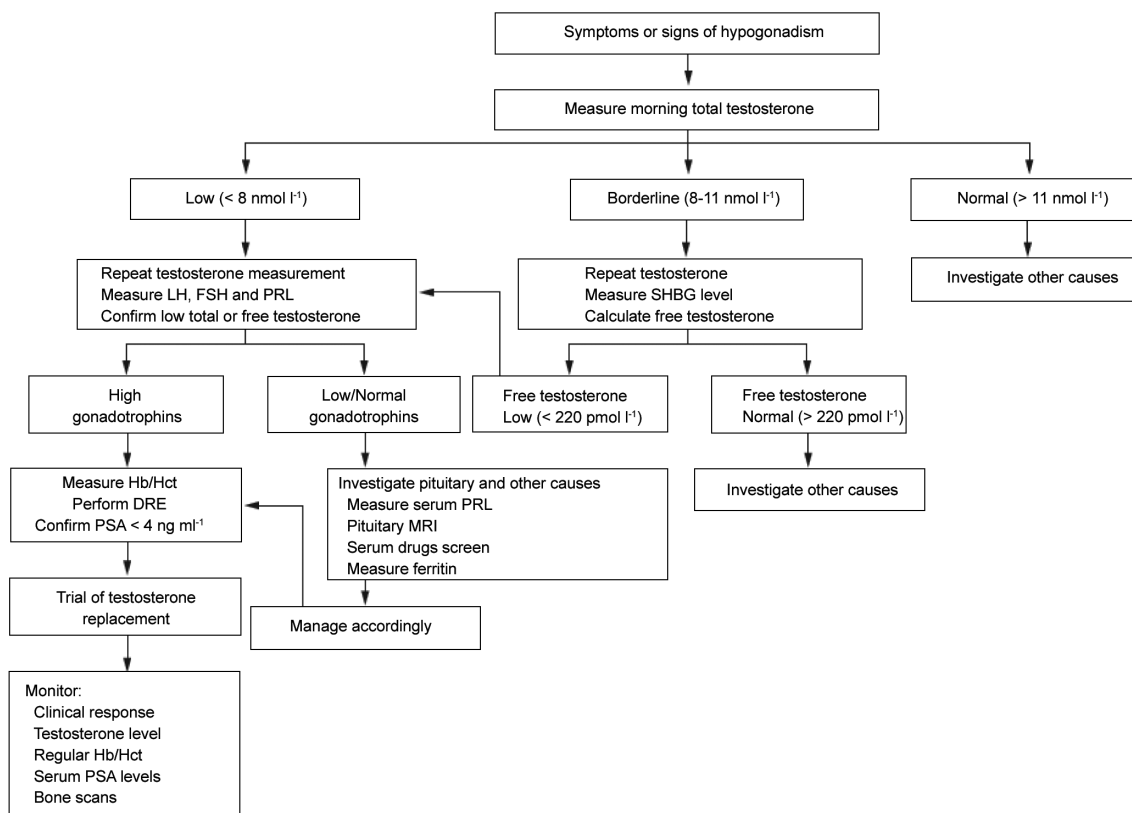 Symptoms or signs of hypogonadism
Measure morning total testosterone
Low (< 8 nmol l⁻¹)
Borderline (8-11 nmol l⁻¹)
Normal (> 11 nmol l⁻¹)
Repeat testosterone measurement
Measure LH, FSH and PRL
Confirm low total or free testosterone
Repeat testosterone
Measure SHBG level
Calculate free testosterone
Investigate other causes
High
gonadotrophins
Low/Normal
gonadotrophins
Free testosterone
Low (< 220 pmol l⁻¹)
Free testosterone
Normal (> 220 pmol l⁻¹)
Measure Hb/Hct
Perform DRE
Confirm PSA < 4 ng ml⁻¹
Investigate pituitary and other causes
Measure serum PRL
Pituitary MRI
Serum drugs screen
Measure ferritin
Investigate other causes
Trial of testosterone
replacement
Manage accordingly
Monitor:
Clinical response
Testosterone level
Regular Hb/Hct
Serum PSA levels
Bone scans